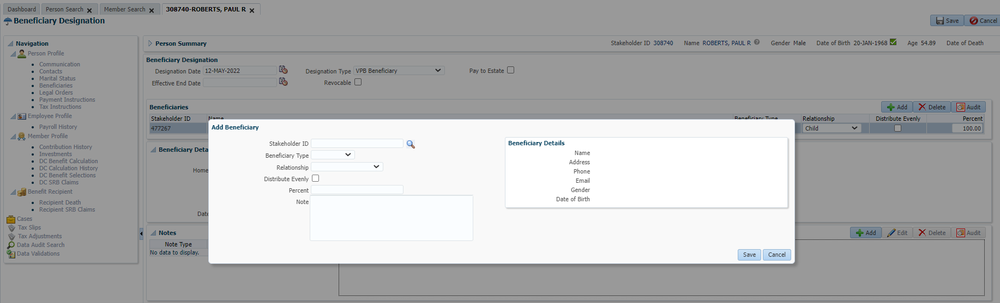 Dashboard Person Search Member Search 308740-ROBERTS, PAUL R
Beneficiary Designation Save Cancel
Navigation
Person Profile
Communication
Contacts
Marital Status
Beneficiaries
Legal Orders
Payment Instructions
Tax Instructions
Employee Profile
Payroll History
Member Profile
Contribution History
Investments
DC Benefit Calculation
DC Calculation History
DC Benefit Selections
DC SRB Claims
Benefit Recipient
Recipient Death
Recipient SRB Claims
Cases
Tax Slips
Tax Adjustments
Data Audit Search
Data Validations
Person Summary Stakeholder ID 308740 Name ROBERTS, PAUL R Gender Male Date of Birth 20-JAN-1968 Age 54.89 Date of Death
Beneficiary Designation
Designation Date 12-MAY-2022 Designation Type VPB Beneficiary Pay to Estate
Effective End Date Revocable
Beneficiaries Add Delete Audit
Stakeholder ID Name Beneficiary Type Relationship Distribute Evenly Percent
477267 Child 100.00
Beneficiary Deta
Home
Date
Add Beneficiary
Stakeholder ID
Beneficiary Type
Relationship
Distribute Evenly
Percent
Note
Beneficiary Details
Name
Address
Phone
Email
Gender
Date of Birth
Save Cancel
Notes Add Edit Delete Audit
Note Type
No data to display.